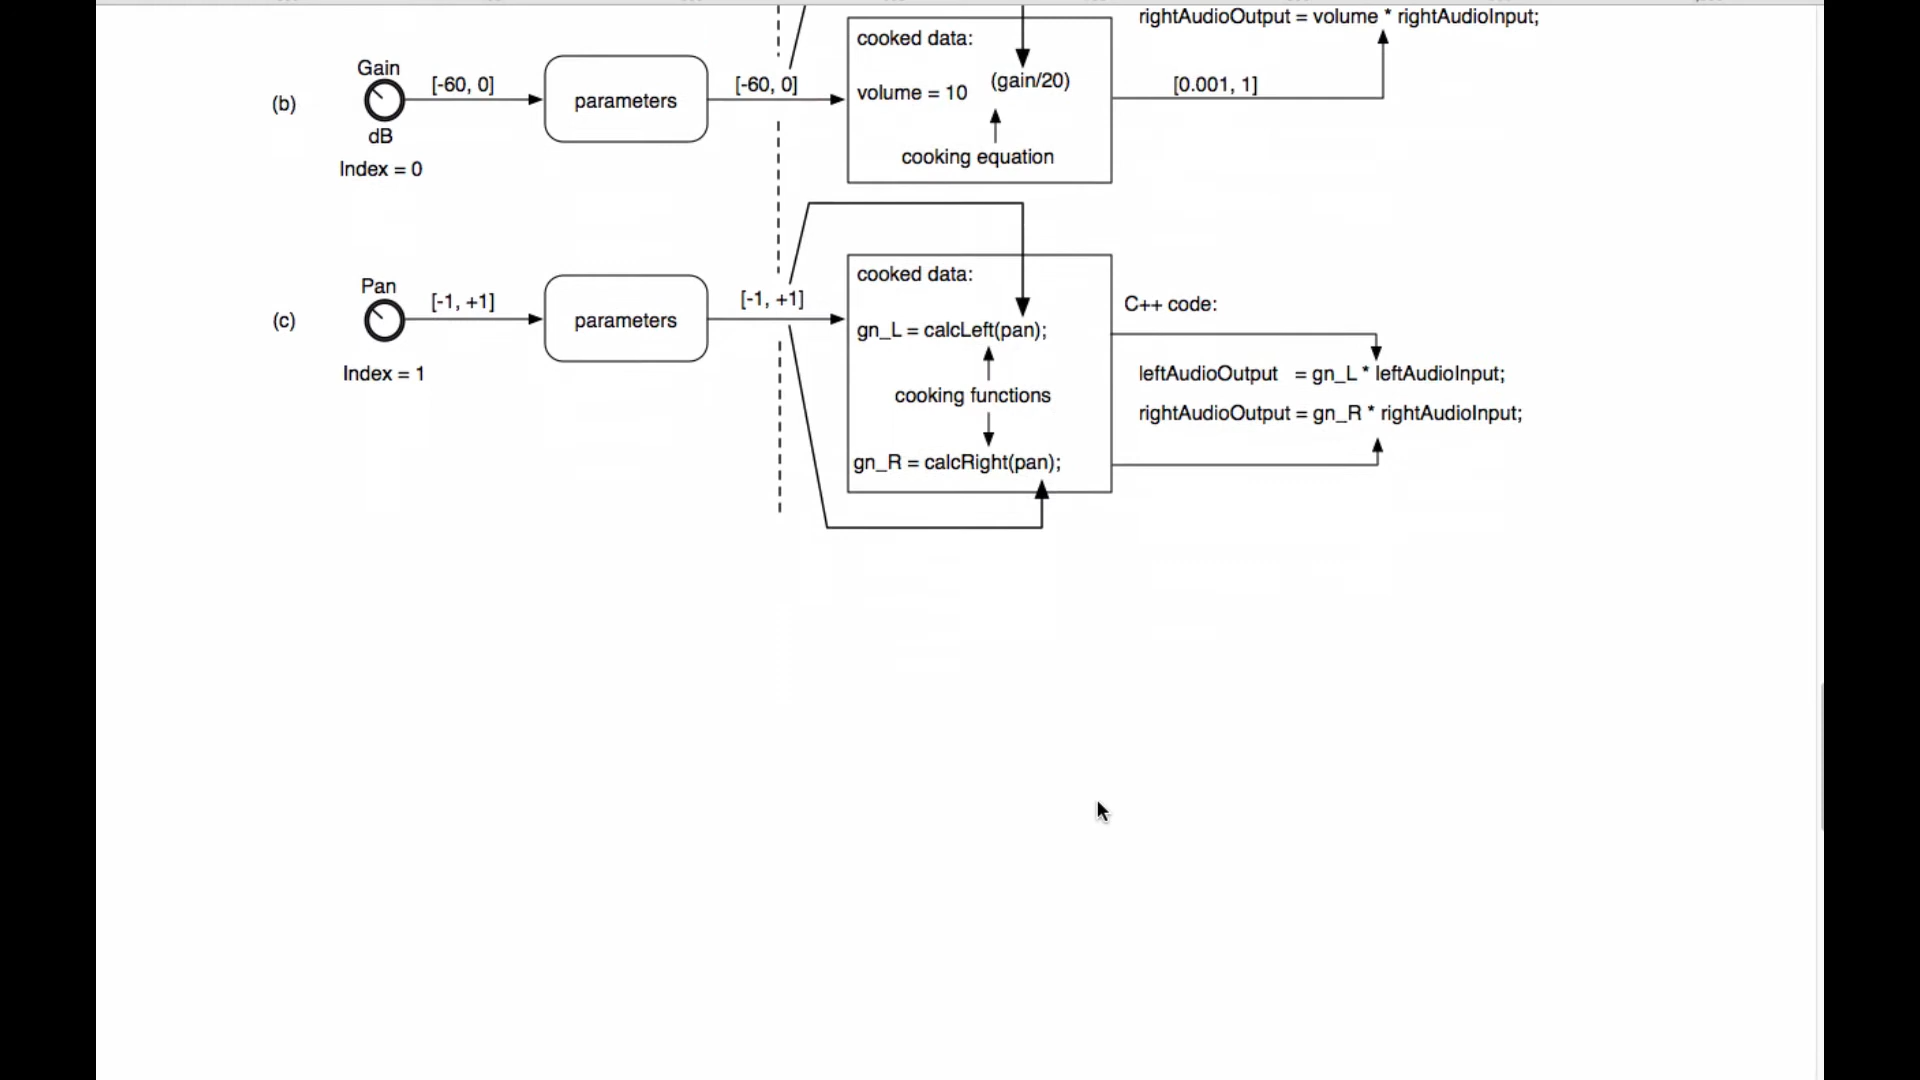 rightAudioOutput = volume * rightAudioInput;
cooked data:
Gain
[-60, 0]
[-60, 0]
(gain/20)
[0.001, 1]
(b)
parameters
volume = 10
dB
cooking equation
Index = 0
cooked data:
Pan
[-1, +1]
[-1, +1]
C++ code:
(c)
parameters
gn_L = calcLeft(pan);
Index = 1
leftAudioOutput = gn_L * leftAudioInput;
cooking functions
rightAudioOutput = gn_R * rightAudioInput;
gn_R = calcRight(pan);